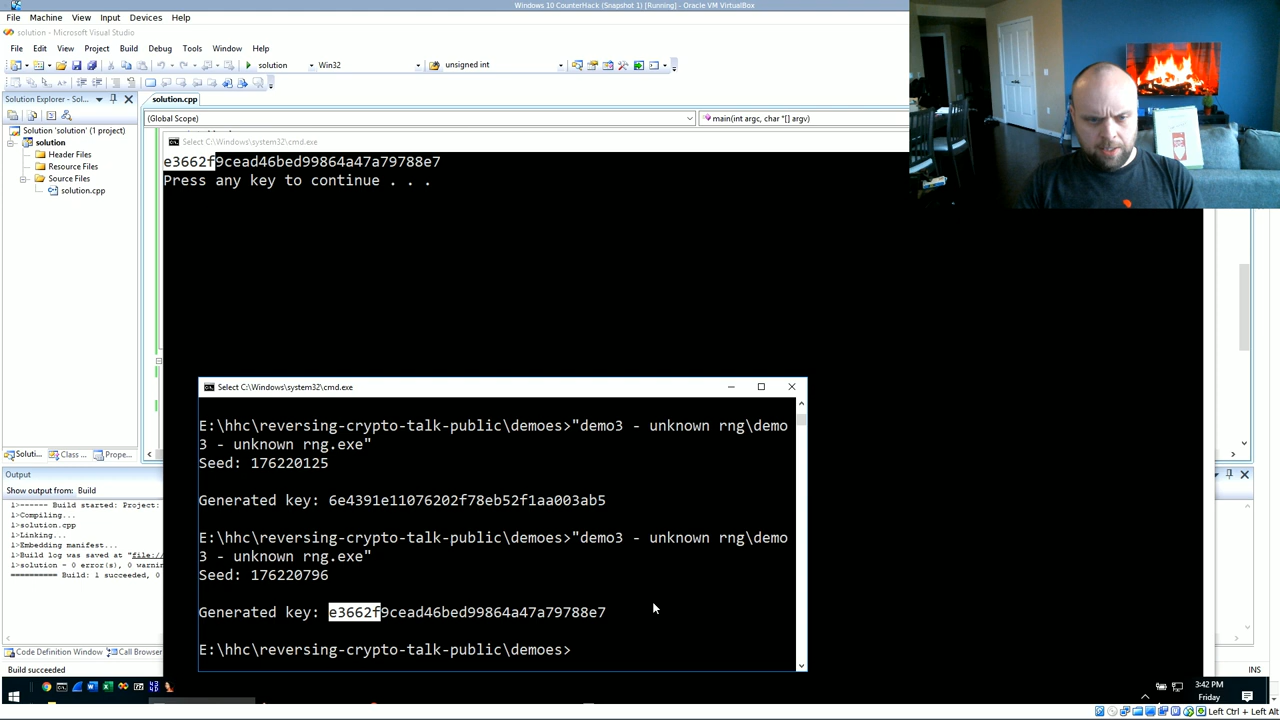 Windows 10 CounterHack (Snapshot 1) [Running] - Oracle VM VirtualBox
File Machine View Input Devices Help
solution - Microsoft Visual Studio
File Edit View Project Build Debug Tools Window Help
solution Win32 unsigned int
Solution Explorer - Sol...
solution.cpp
(Global Scope) main(int argc, char *[] argv)
Solution 'solution' (1 project)
solution
Header Files
Resource Files
Source Files
solution.cpp
Select C:\Windows\system32\cmd.exe
e3662f9cead46bed99864a47a79788e7
Press any key to continue . . .
Select C:\Windows\system32\cmd.exe
E:\hhc\reversing-crypto-talk-public\demoes>"demo3 - unknown rng\demo
3 - unknown rng.exe"
Seed: 176220125
Generated key: 6e4391e11076202f78eb52f1aa003ab5
E:\hhc\reversing-crypto-talk-public\demoes>"demo3 - unknown rng\demo
3 - unknown rng.exe"
Seed: 176220796
Generated key: e3662f9cead46bed99864a47a79788e7
E:\hhc\reversing-crypto-talk-public\demoes>
Soluti... Class ... Prope...
Output
Show output from: Build
1>------ Build started: Project:
1>Compiling...
1>solution.cpp
1>Linking...
1>Embedding manifest...
1>Build log was saved at "file://
1>solution - 0 error(s), 0 warnin
========== Build: 1 succeeded, 0
Code Definition Window Call Browser
Build succeeded INS
3:42 PM
Friday
Left Ctrl + Left Alt